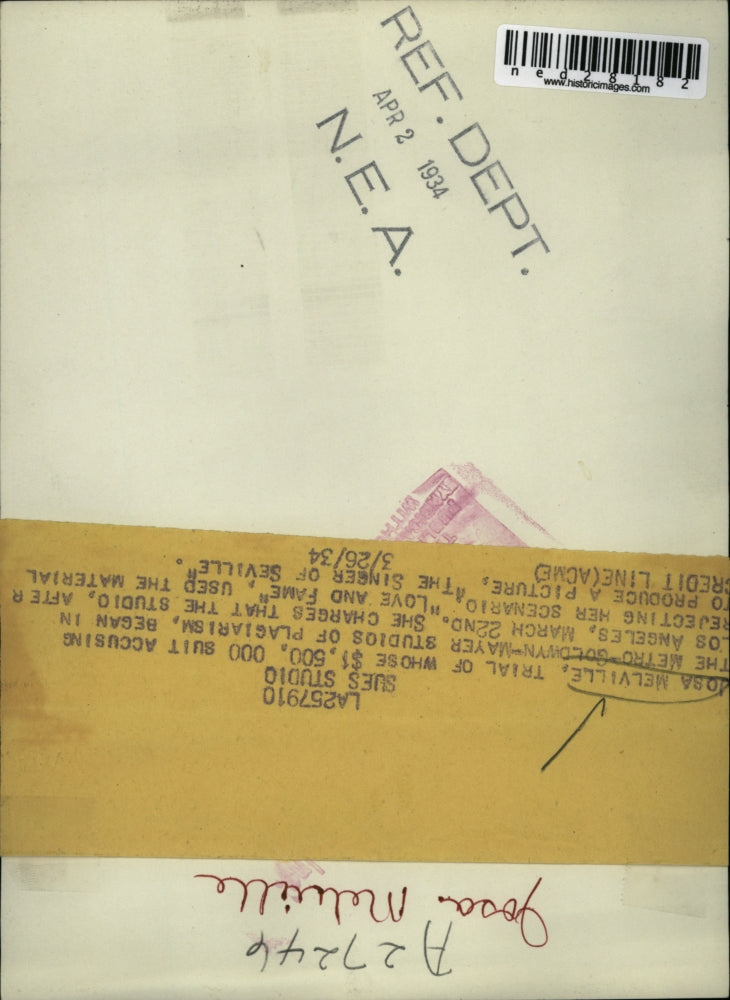 ned28182
www.historicimages.com
REF. DEPT.
APR 2 1934
N. E. A.
A27246
Josa Melville
LA257910
SUES STUDIO
JOSA MELVILLE, TRIAL OF WHOSE $1,500,000 SUIT ACCUSING
THE METRO-GOLDWYN-MAYER STUDIOS OF PLAGIARISM, BEGAN IN
LOS ANGELES, MARCH 22ND. SHE CHARGES THAT THE STUDIO, AFTER
REJECTING HER SCENARIO, "LOVE AND FAME", USED THE MATERIAL
TO PRODUCE A PICTURE, "THE SINGER OF SEVILLE".
CREDIT LINE(ACME) 3/26/34